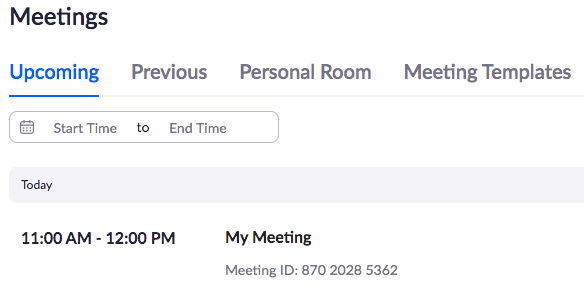 Meetings
Upcoming Previous Personal Room Meeting Templates
Start Time to End Time
Today
11:00 AM - 12:00 PM My Meeting
Meeting ID: 870 2028 5362